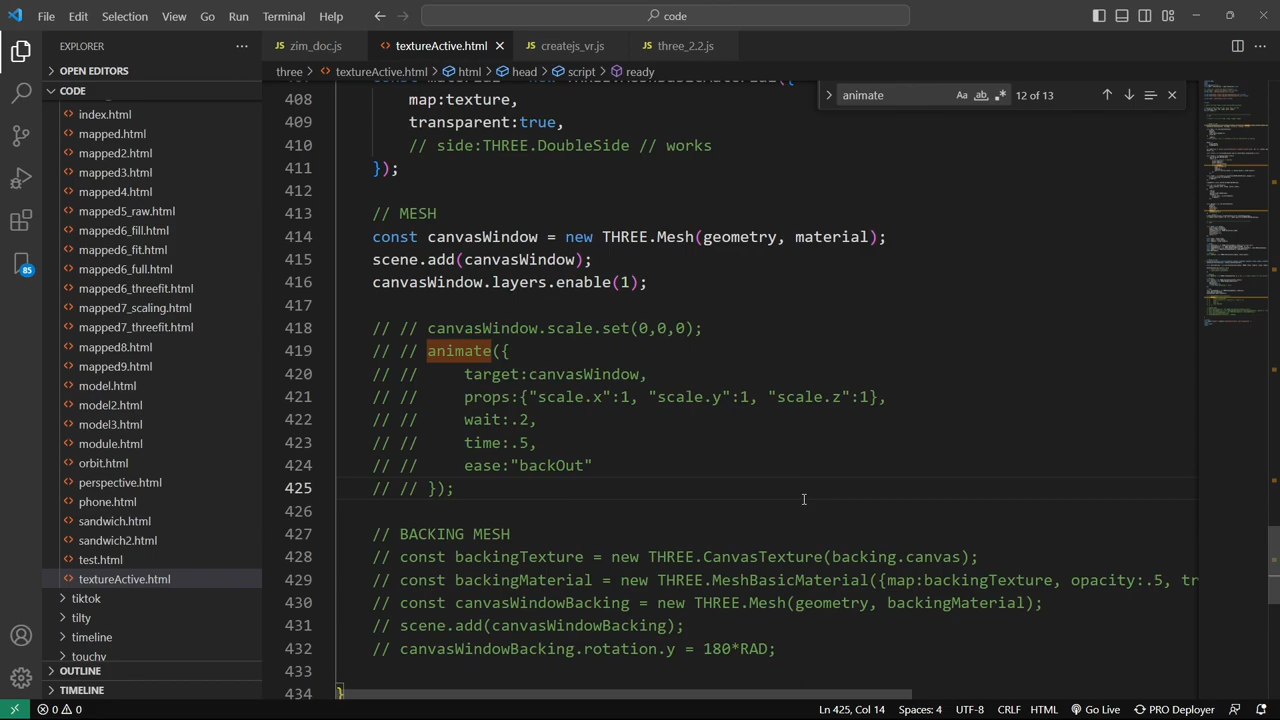 File Edit Selection View Go Run Terminal Help
code
EXPLORER
JS zim_doc.js
textureActive.html
JS createjs_vr.js
JS three_2.2.js
OPEN EDITORS
CODE
three > textureActive.html > html > head > script > ready
animate
ab
12 of 13
index.html
mapped.html
mapped2.html
mapped3.html
mapped4.html
mapped5_raw.html
mapped6_fill.html
mapped6_fit.html
mapped6_full.html
mapped6_threefit.html
mapped7_scaling.html
mapped7_threefit.html
mapped8.html
mapped9.html
model.html
model2.html
model3.html
module.html
orbit.html
perspective.html
phone.html
sandwich.html
sandwich2.html
test.html
textureActive.html
tiktok
tilty
timeline
touchy
OUTLINE
TIMELINE
85
408 map:texture,
409 transparent:true,
410 // side:THREE.DoubleSide // works
411 });
412
413 // MESH
414 const canvasWindow = new THREE.Mesh(geometry, material);
415 scene.add(canvasWindow);
416 canvasWindow.layers.enable(1);
417
418 // // canvasWindow.scale.set(0,0,0);
419 // // animate({
420 // // target:canvasWindow,
421 // // props:{"scale.x":1, "scale.y":1, "scale.z":1},
422 // // wait:.2,
423 // // time:.5,
424 // // ease:"backOut"
425 // // });
426
427 // BACKING MESH
428 // const backingTexture = new THREE.CanvasTexture(backing.canvas);
429 // const backingMaterial = new THREE.MeshBasicMaterial({map:backingTexture, opacity:.5, tr
430 // const canvasWindowBacking = new THREE.Mesh(geometry, backingMaterial);
431 // scene.add(canvasWindowBacking);
432 // canvasWindowBacking.rotation.y = 180*RAD;
433
434 }
0 0
Ln 425, Col 14 Spaces: 4 UTF-8 CRLF HTML Go Live PRO Deployer